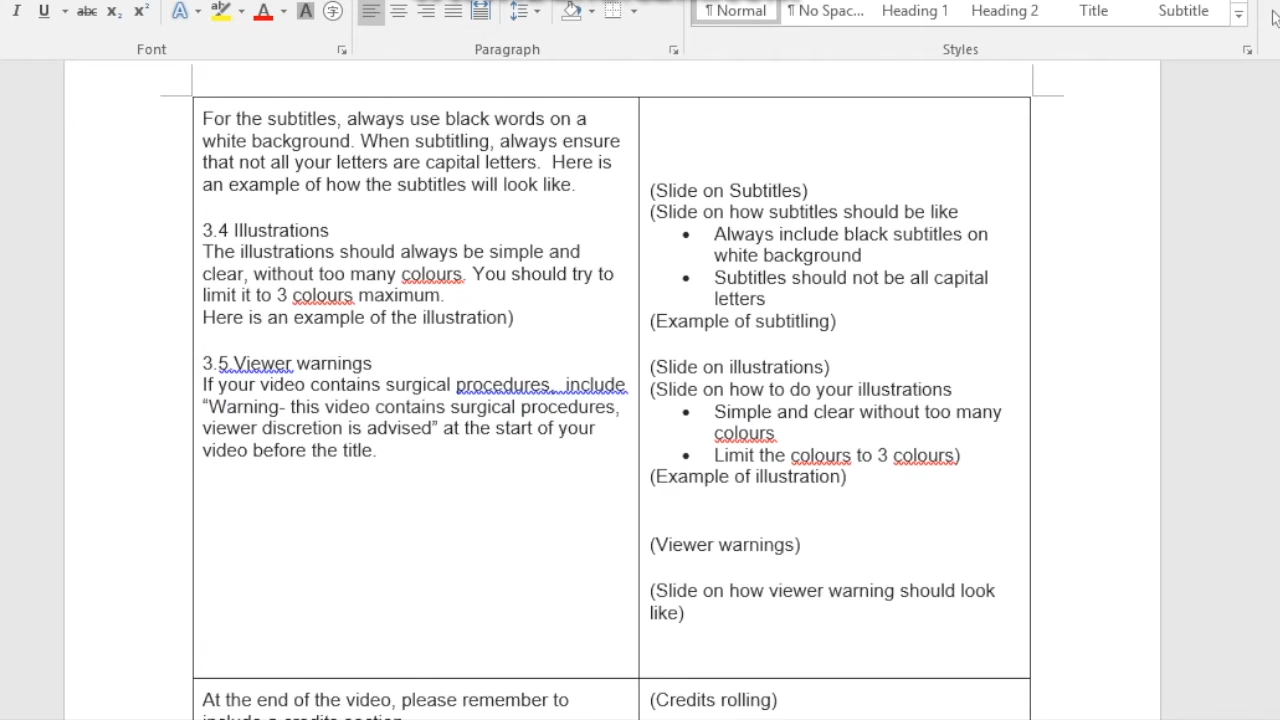 I U abc x₂ x² A aby A A 字
¶ Normal ¶ No Spac... Heading 1 Heading 2 Title Subtitle
Font Paragraph Styles
For the subtitles, always use black words on a
white background. When subtitling, always ensure
that not all your letters are capital letters.  Here is
an example of how the subtitles will look like.
3.4 Illustrations
The illustrations should always be simple and
clear, without too many colours. You should try to
limit it to 3 colours maximum.
Here is an example of the illustration)
3.5 Viewer warnings
If your video contains surgical procedures,  include
“Warning- this video contains surgical procedures,
viewer discretion is advised” at the start of your
video before the title.
(Slide on Subtitles)
(Slide on how subtitles should be like
• Always include black subtitles on
white background
• Subtitles should not be all capital
letters
(Example of subtitling)
(Slide on illustrations)
(Slide on how to do your illustrations
• Simple and clear without too many
colours
• Limit the colours to 3 colours)
(Example of illustration)
(Viewer warnings)
(Slide on how viewer warning should look
like)
At the end of the video, please remember to
include a credits section
(Credits rolling)